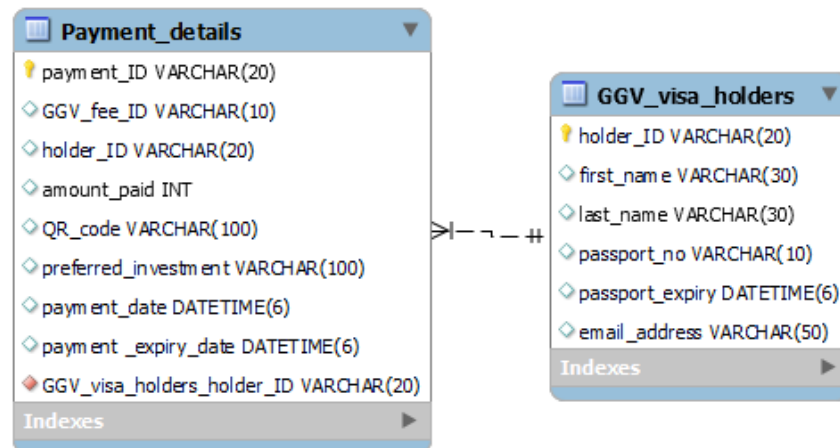 Payment_details
payment_ID VARCHAR(20)
GGV_fee_ID VARCHAR(10)
holder_ID VARCHAR(20)
amount_paid INT
QR_code VARCHAR(100)
preferred_investment VARCHAR(100)
payment_date DATETIME(6)
payment _expiry_date DATETIME(6)
GGV_visa_holders_holder_ID VARCHAR(20)
Indexes
GGV_visa_holders
holder_ID VARCHAR(20)
first_name VARCHAR(30)
last_name VARCHAR(30)
passport_no VARCHAR(10)
passport_expiry DATETIME(6)
email_address VARCHAR(50)
Indexes